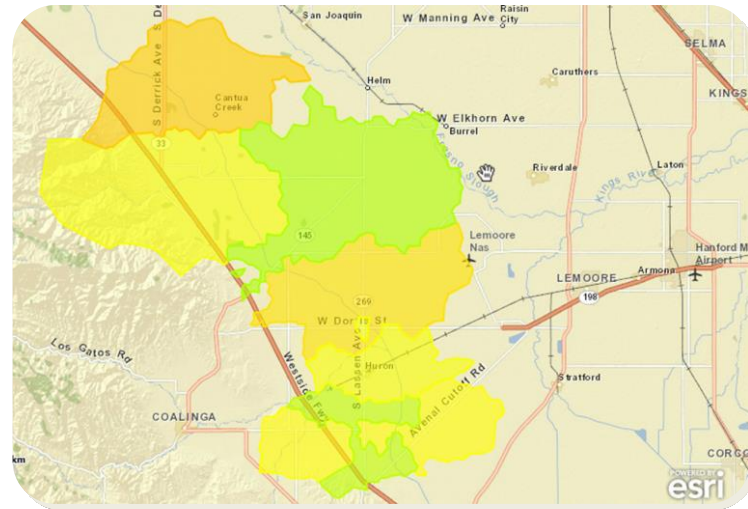 San Joaquin
W Manning Ave
Raisin
City
S Derrick Ave
S De
SELMA
Helm
Caruthers
KINGS
Cantua
Creek
W Elkhorn Ave
Burrel
33
Fresno Slough
Riverdale
Laton
Kings Riv
145
Lemoore
Nas
Hanford M
Airport
Armona
LEMOORE
198
269
W Dorris St
S Lassen Ave
Los Gatos Rd
Westside Fwy
Huron
Stratford
Avenal Cutoff Rd
COALINGA
CORCO
km
POWERED BY
esri